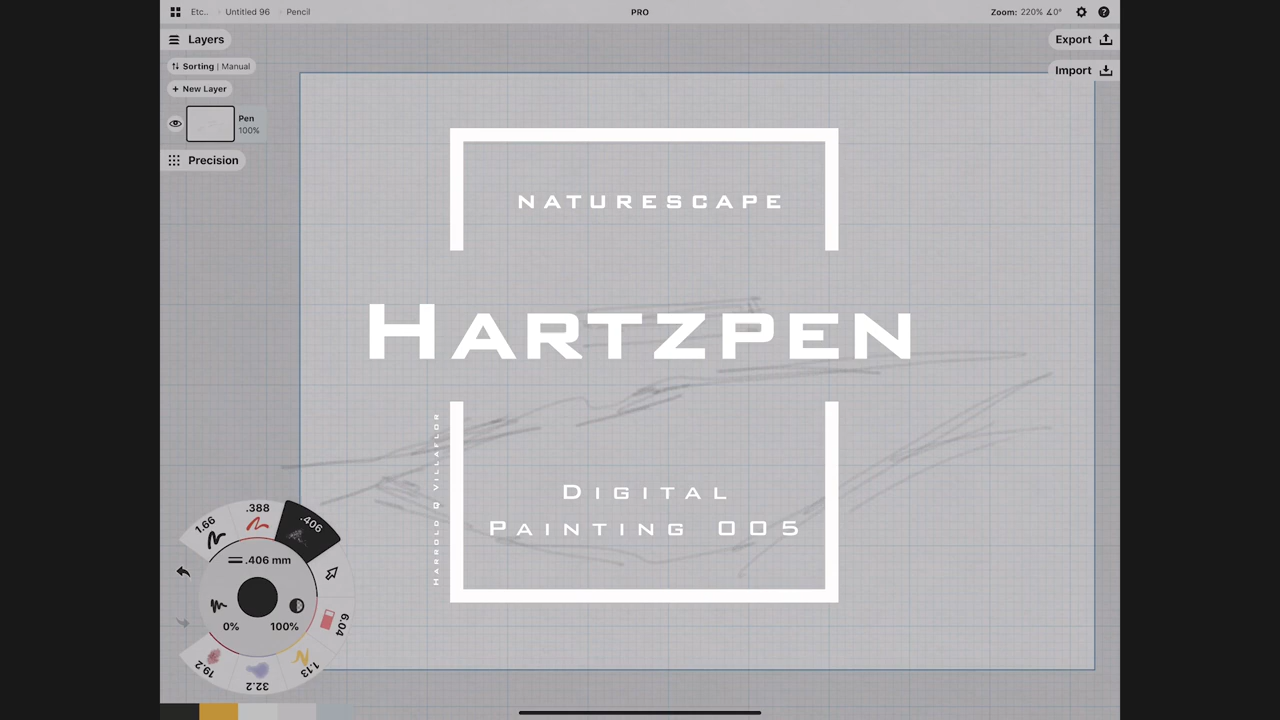 Etc.. Untitled 96 Pencil
PRO
Zoom: 220% ∡0°
Layers
Export
Sorting | Manual
Import
+ New Layer
Pen
100%
Precision
NATURESCAPE
HARTZPEN
HARROLD Q VILLAFLOR
DIGITAL
PAINTING 005
1.66
.388
.406
.406 mm
0%
100%
6.04
19.2
32.2
1.13